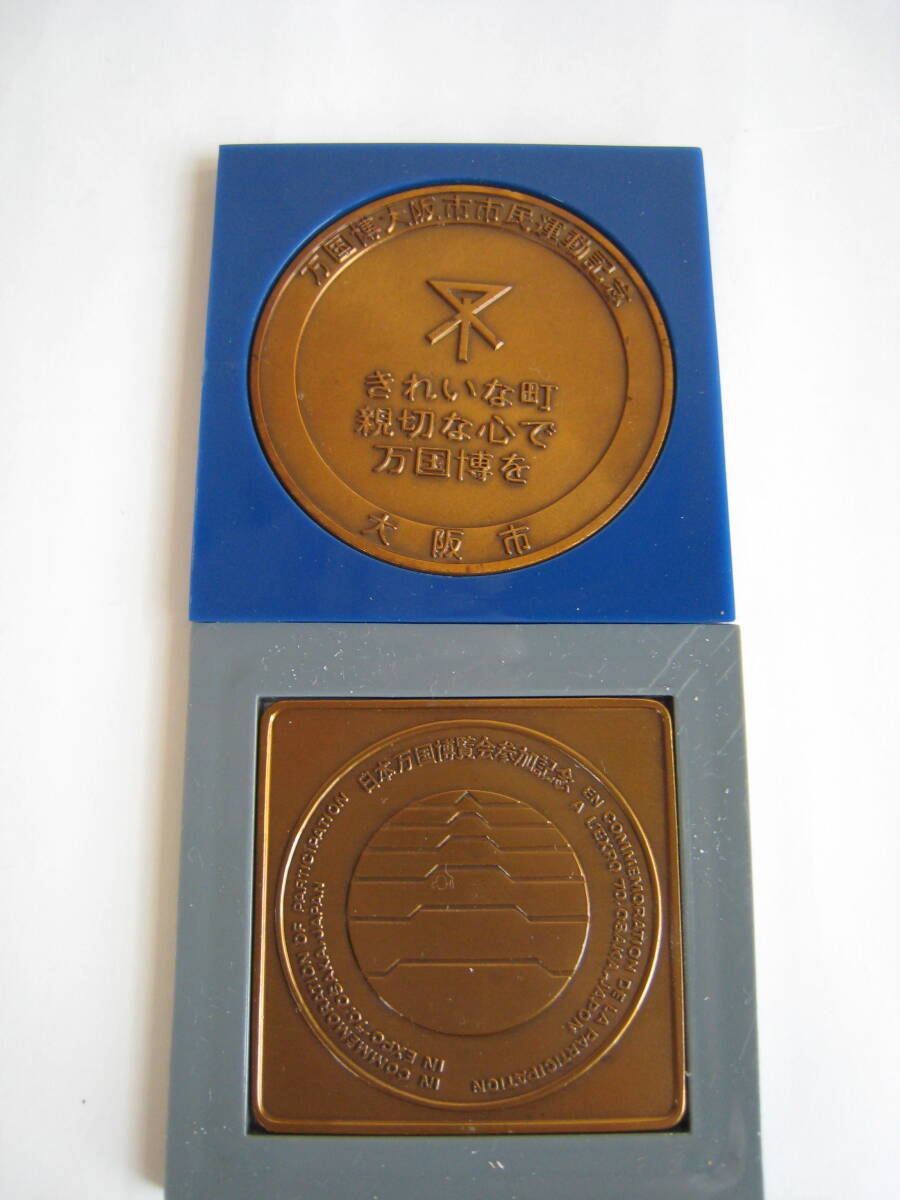 万国博大阪市市民運動記念
きれいな町
親切な心で
万国博を
大阪市
日本万国博覧会参加記念
IN COMMEMORATION OF PARTICIPATION
IN EXPO'70/OSAKA, JAPAN
EN COMMEMORATION DE LA PARTICIPATION
A L'EXPO'70/OSAKA, JAPON